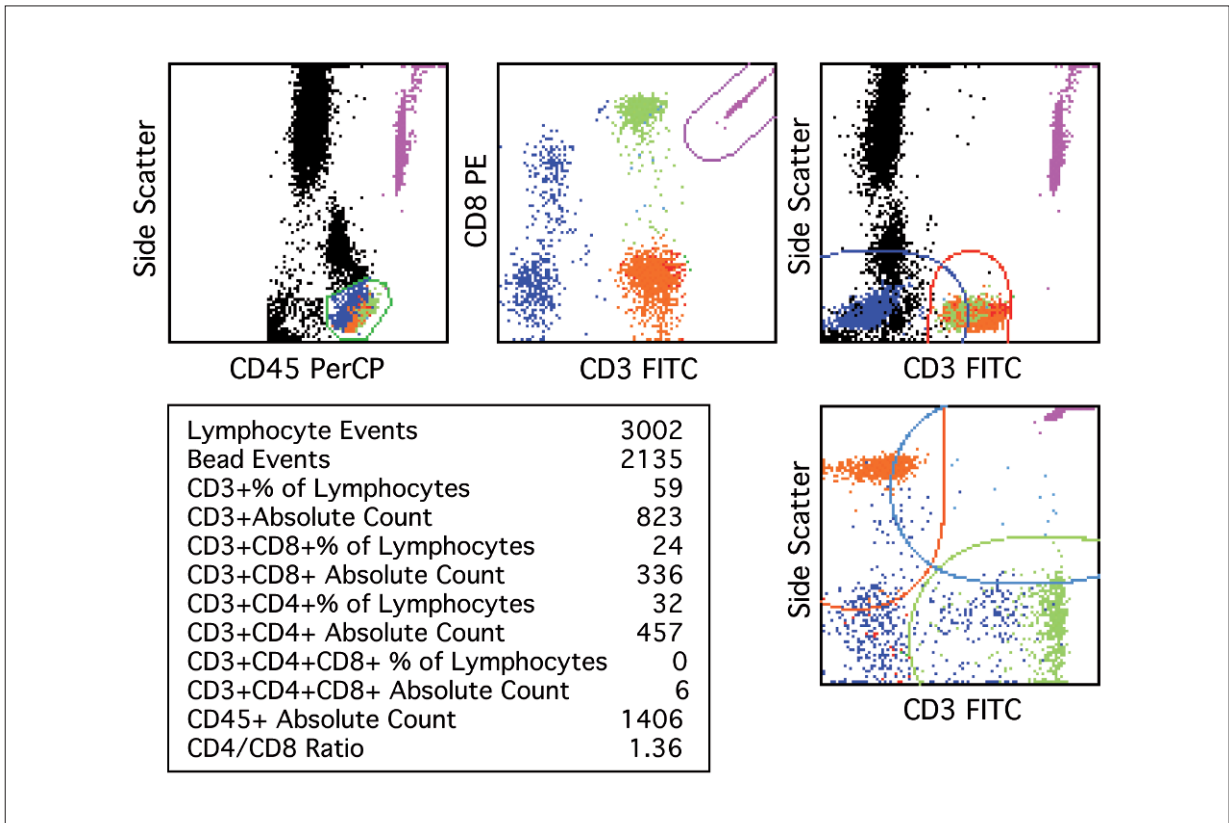 Side Scatter
CD45 PerCP
CD8 PE
CD3 FITC
Side Scatter
CD3 FITC
Lymphocyte Events 3002
Bead Events 2135
CD3+% of Lymphocytes 59
CD3+Absolute Count 823
CD3+CD8+% of Lymphocytes 24
CD3+CD8+ Absolute Count 336
CD3+CD4+% of Lymphocytes 32
CD3+CD4+ Absolute Count 457
CD3+CD4+CD8+ % of Lymphocytes 0
CD3+CD4+CD8+ Absolute Count 6
CD45+ Absolute Count 1406
CD4/CD8 Ratio 1.36
Side Scatter
CD3 FITC